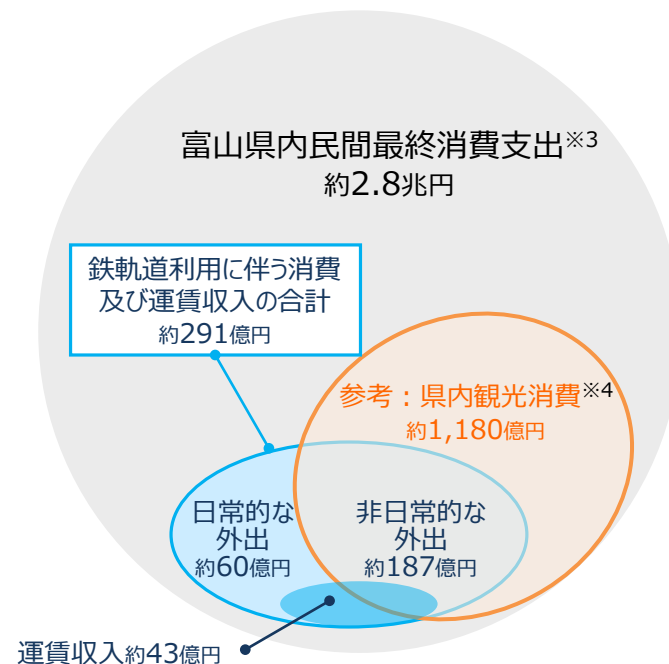 富山県内民間最終消費支出※3
約2.8兆円
鉄軌道利用に伴う消費
及び運賃収入の合計
約291億円
参考：県内観光消費※4
約1,180億円
日常的な
外出
約60億円
非日常的な
外出
約187億円
運賃収入約43億円